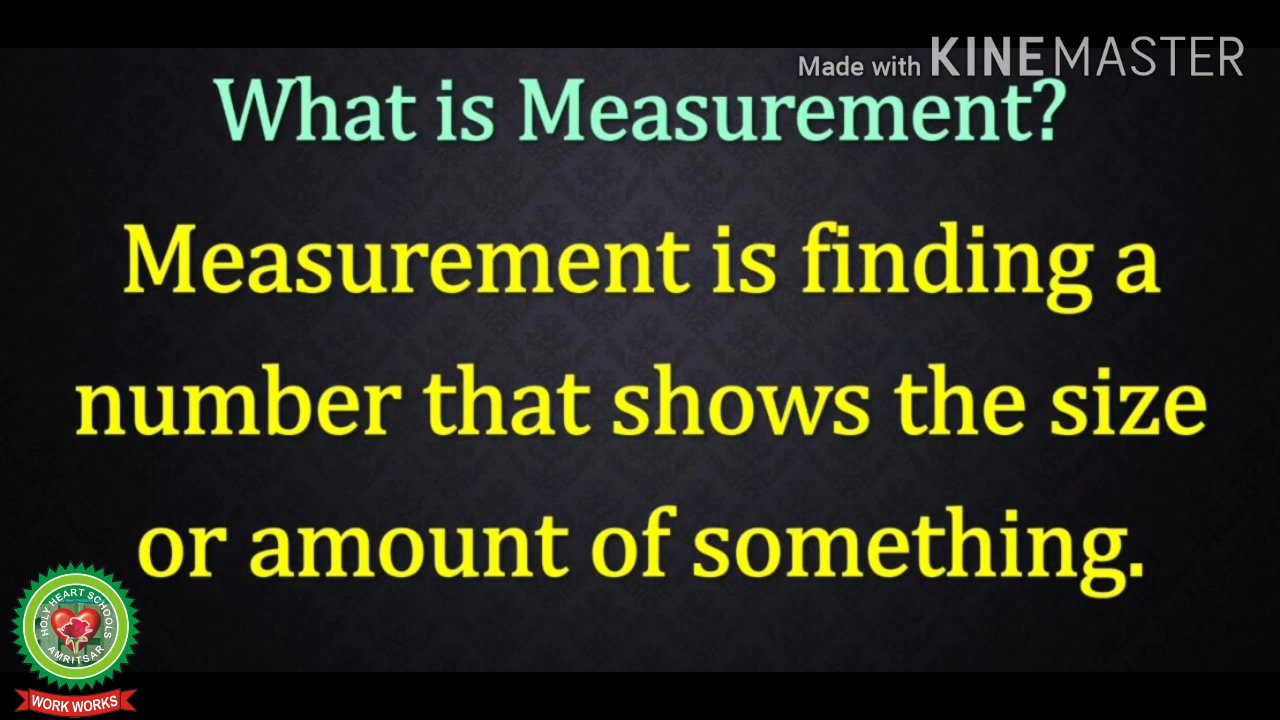 Made with KINEMASTER
What is Measurement?
Measurement is finding a
number that shows the size
or amount of something.
HOLY HEART SCHOOLS
AMRITSAR
WORK WORKS